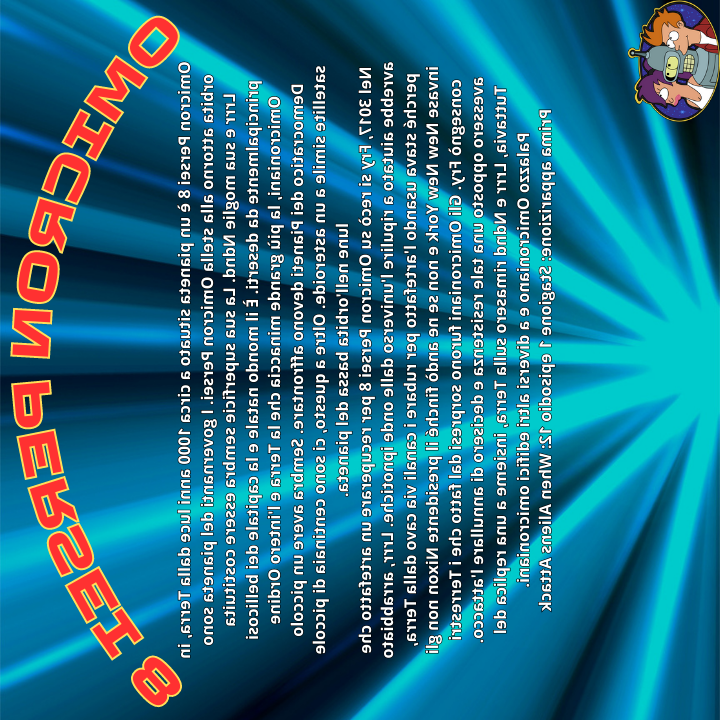 OMICRON PERSEI 8
Omicron Persei 8 è un pianeta situato a circa 1000 anni luce dalla Terra, in
orbita attorno alla stella Omicron Persei. I governanti del pianeta sono
Lrrr e sua moglie Ndnd. La sua superficie sembra essere costituita
principalmente da deserti. È il mondo natale e la capitale dei bellicosi
Omicroniani, la più grande minaccia che la Terra e l'intero Ordine
Democratico dei Pianeti devono affrontare. Sembra aveva un piccolo
satellite simile a un asteroide. Oltre a questo, ci sono centinaia di piccole
lune nell'orbita bassa del pianeta.
Nel 3017, Fry si recò su Omicron Persei 8 per recuperare un artefatto che
avrebbe aiutato a ripulire l'universo dalle onde ipnotiche. Lrrr, arrabbiato
perchè stava usando l'artefatto per rubare i canali via cavo dalla Terra,
invase New New York e non se ne andò finché il presidente Nixon non gli
consegnò Fry. Gli Omicroniani furono sorpresi dal fatto che i Terrestri
avessero opposto una tale resistenza e decisero di annullare l'attacco.
Tuttavia, Lrrr e Ndnd rimasero sulla Terra, insieme a una replica del
Palazzo Omicroniano e a diversi altri edifici omicroniani.
Prima apparizione: Stagione 1 episodio 12: When Aliens Attack